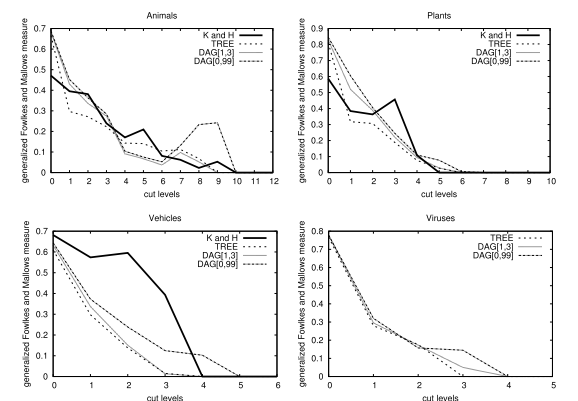 Animals
generalized Fowlkes and Mallows measure
0.7
0.6
0.5
0.4
0.3
0.2
0.1
0
K and H
TREE
DAG[1,3]
DAG[0,99]
0 1 2 3 4 5 6 7 8 9 10 11 12
cut levels
Plants
generalized Fowlkes and Mallows measure
0.9
0.8
0.7
0.6
0.5
0.4
0.3
0.2
0.1
0
K and H
TREE
DAG[1,3]
DAG[0,99]
0 1 2 3 4 5 6 7 8 9 10
cut levels
Vehicles
generalized Fowlkes and Mallows measure
0.7
0.6
0.5
0.4
0.3
0.2
0.1
0
K and H
TREE
DAG[1,3]
DAG[0,99]
0 1 2 3 4 5 6
cut levels
Viruses
generalized Fowlkes and Mallows measure
0.8
0.7
0.6
0.5
0.4
0.3
0.2
0.1
0
TREE
DAG[1,3]
DAG[0,99]
0 1 2 3 4 5
cut levels